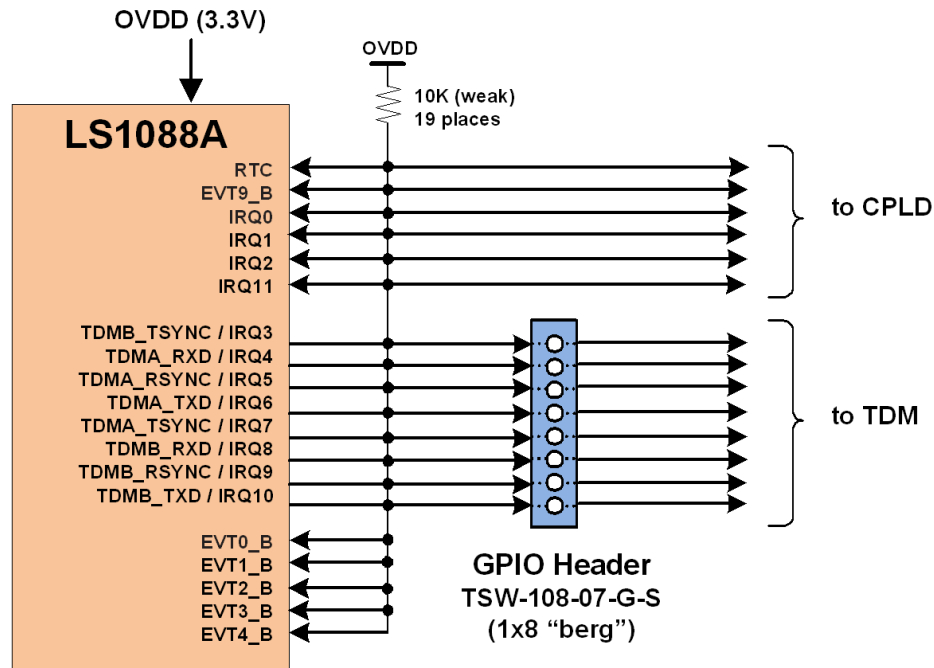 OVDD (3.3V)
OVDD
10K (weak)
19 places
LS1088A
RTC
EVT9_B
IRQ0
IRQ1
IRQ2
IRQ11
to CPLD
TDMB_TSYNC / IRQ3
TDMA_RXD / IRQ4
TDMA_RSYNC / IRQ5
TDMA_TXD / IRQ6
TDMA_TSYNC / IRQ7
TDMB_RXD / IRQ8
TDMB_RSYNC / IRQ9
TDMB_TXD / IRQ10
to TDM
EVT0_B
EVT1_B
EVT2_B
EVT3_B
EVT4_B
GPIO Header
TSW-108-07-G-S
(1x8 “berg”)